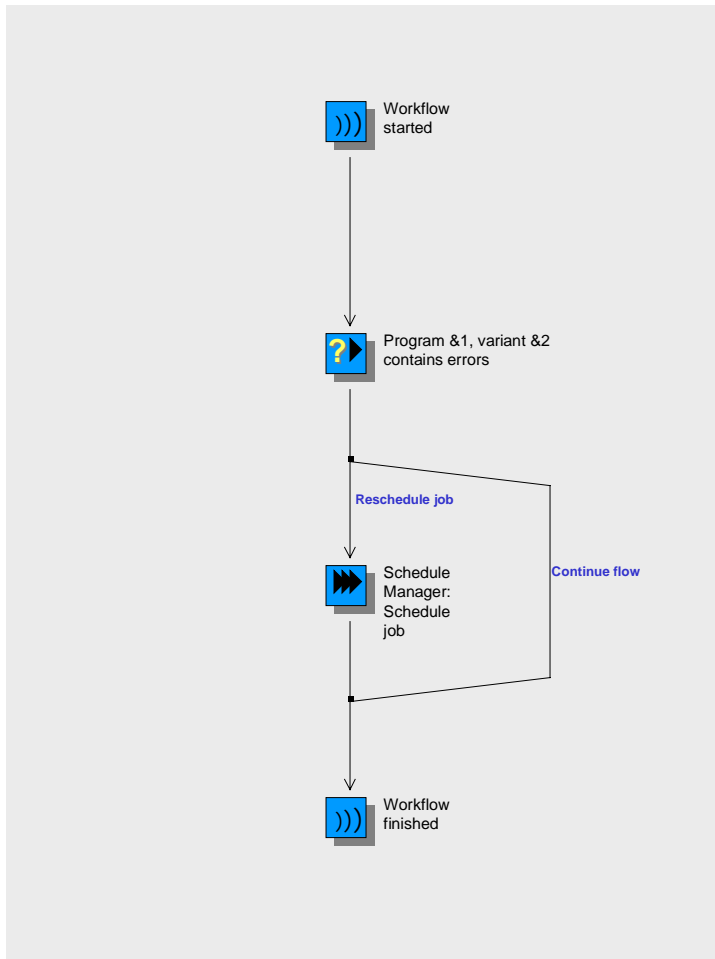 Workflow
started
Program &1, variant &2
contains errors
Reschedule job
Schedule
Manager:
Schedule
job
Continue flow
Workflow
finished